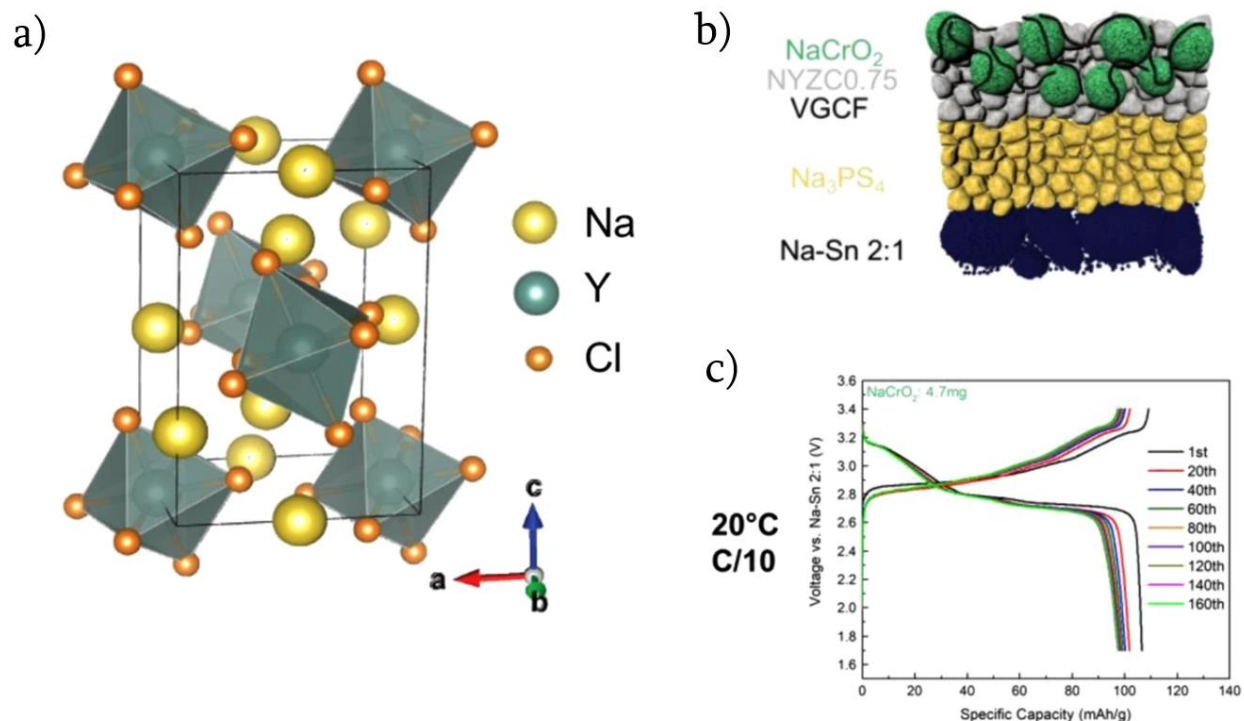 a)
Na
Y
Cl
c
a
b
b)
NaCrO₂
NYZC0.75
VGCF
Na₃PS₄
Na-Sn 2:1
c)
20°C
C/10
NaCrO₂: 4.7mg
Voltage vs. Na-Sn 2:1 (V)
3.6
3.4
3.2
3.0
2.8
2.6
2.4
2.2
2.0
1.8
1.6
1st
20th
40th
60th
80th
100th
120th
140th
160th
0 20 40 60 80 100 120 140
Specific Capacity (mAh/g)